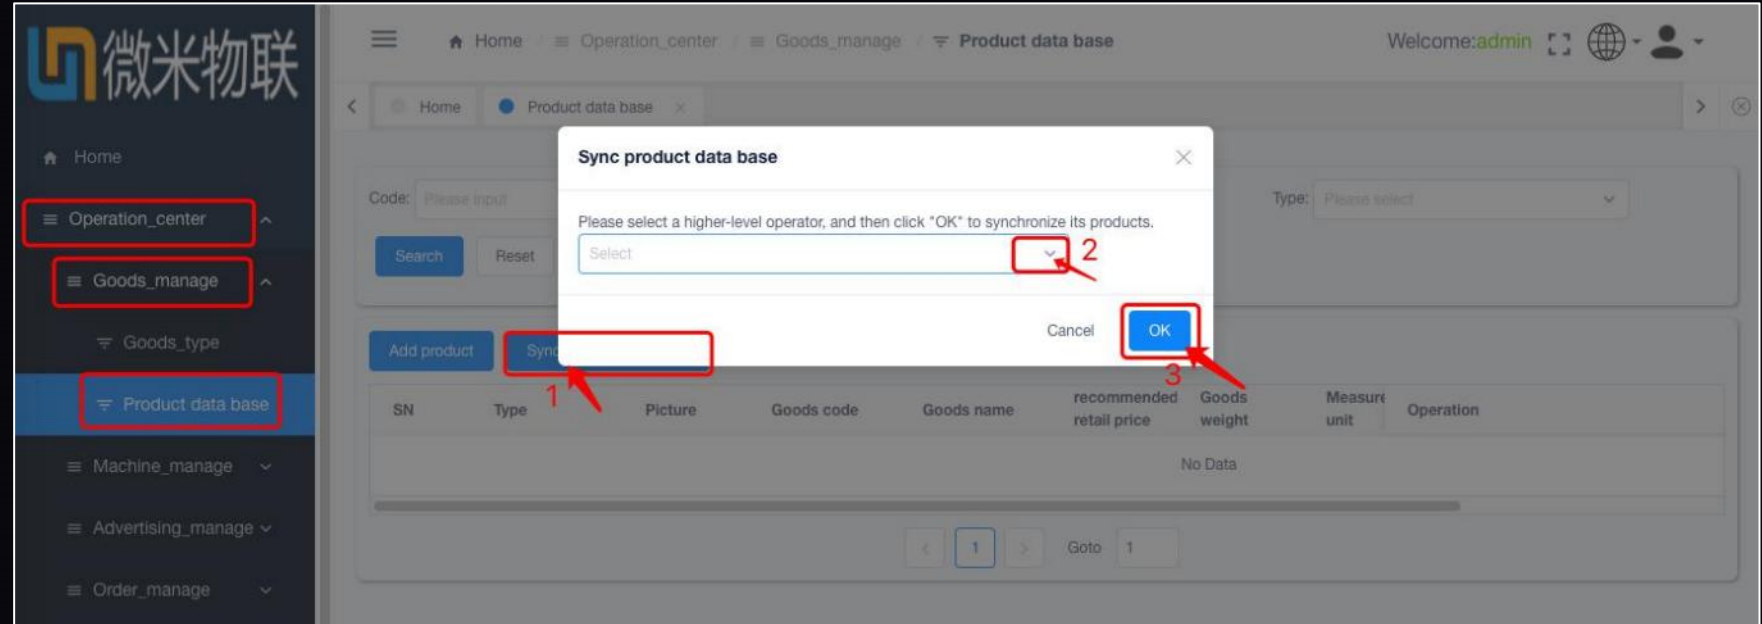 微米物联
Home / Operation_center / Goods_manage / Product data base
Welcome:admin
Home
Product data base
Home
Operation_center
Goods_manage
Goods_type
Product data base
Machine_manage
Advertising_manage
Order_manage
Code: Please input
Type: Please select
Search
Reset
Sync product data base
Please select a higher-level operator, and then click "OK" to synchronize its products.
Select
2
Cancel
OK
Add product
Sync
1
3
SN Type Picture Goods code Goods name recommended retail price Goods weight Measure unit Operation
No Data
1
Goto 1